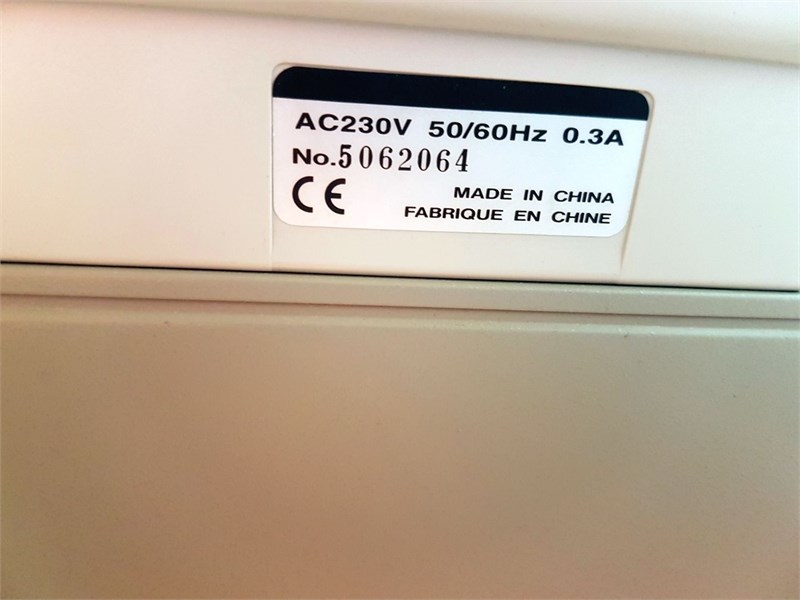 AC230V 50/60Hz 0.3A
No.5062064
CE MADE IN CHINA
FABRIQUE EN CHINE